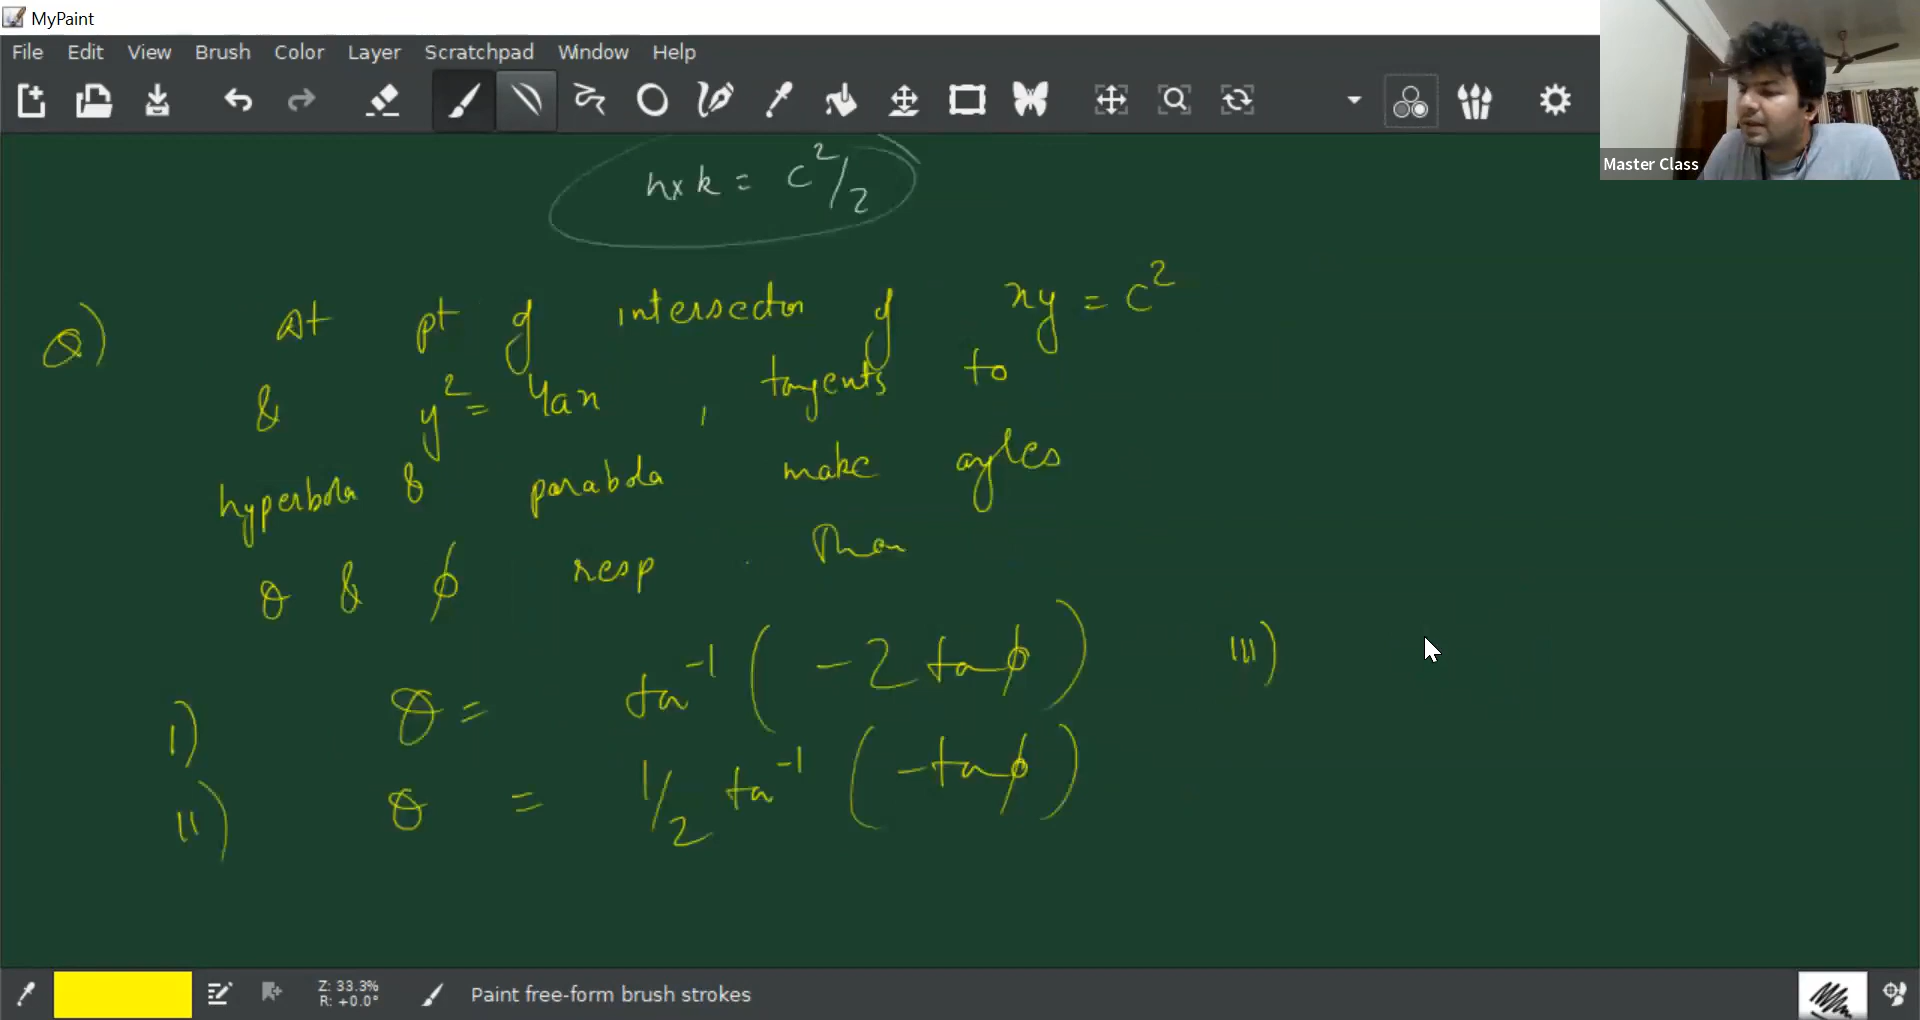 MyPaint
File Edit View Brush Color Layer Scratchpad Window Help
Master Class
h x k = c²/2
Q) At pt of intersection of xy = c²
& y² = 4ax , tangents to
hyperbola & parabola make angles
θ & φ resp . Then
I) θ = tan⁻¹ ( -2 tan φ ) III)
II) θ = 1/2 tan⁻¹ ( -tan φ )
Z: 33.3%
R: +0.0°
Paint free-form brush strokes